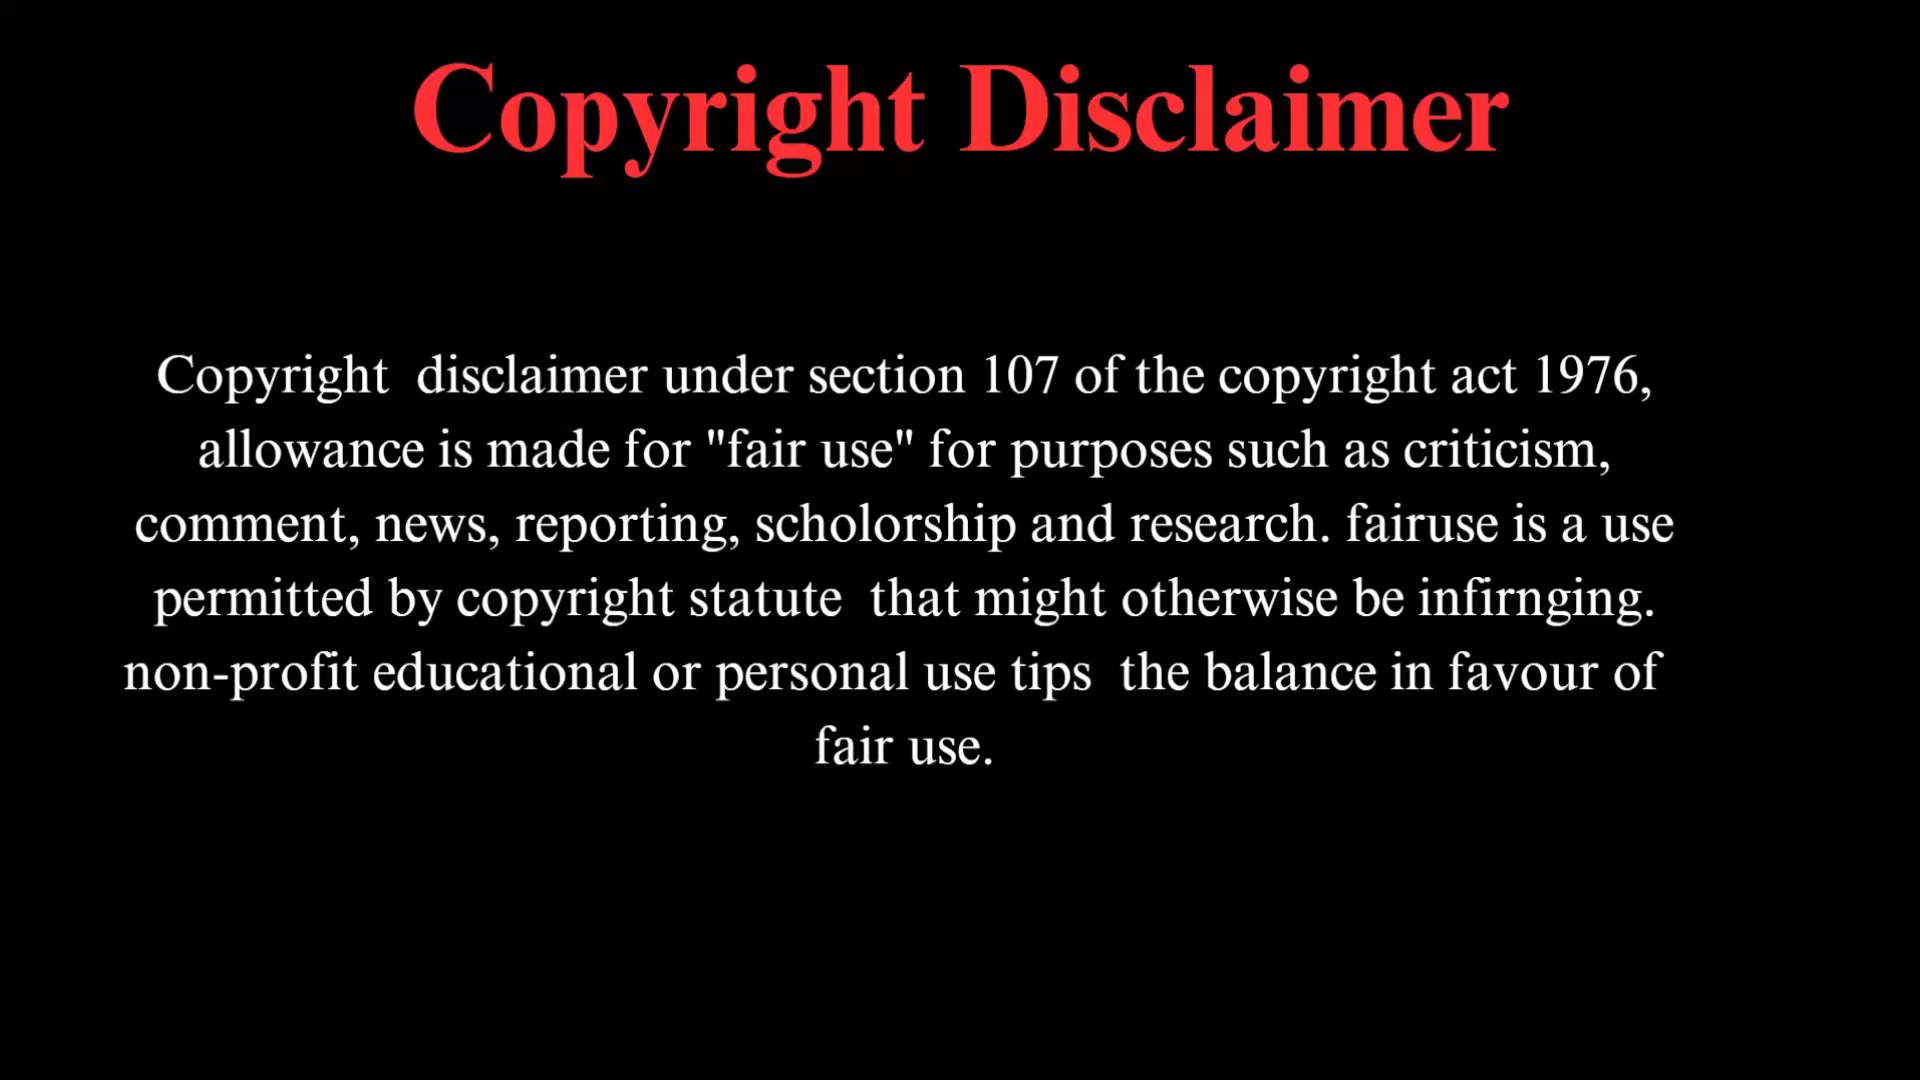 Copyright Disclaimer
Copyright disclaimer under section 107 of the copyright act 1976,
allowance is made for "fair use" for purposes such as criticism,
comment, news, reporting, scholorship and research. fairuse is a use
permitted by copyright statute that might otherwise be infirnging.
non-profit educational or personal use tips the balance in favour of
fair use.